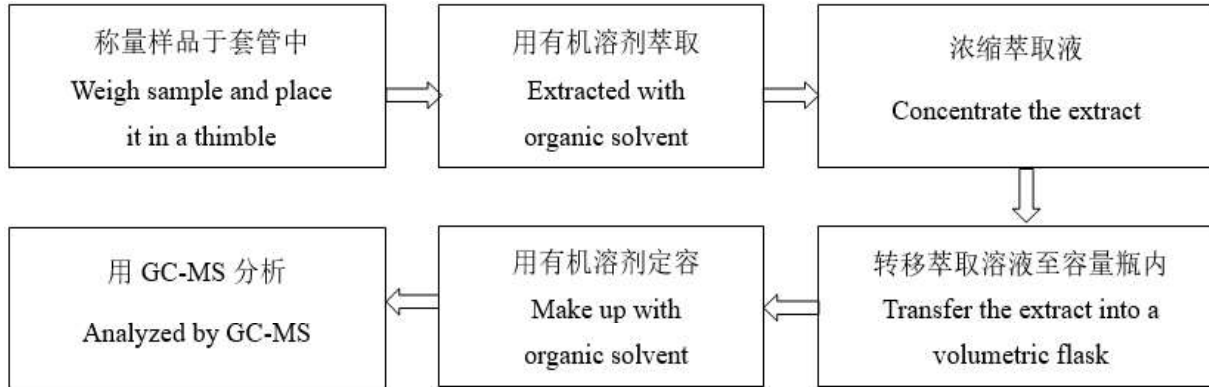 称量样品于套管中
Weigh sample and place
it in a thimble
用有机溶剂萃取
Extracted with
organic solvent
浓缩萃取液
Concentrate the extract
转移萃取溶液至容量瓶内
Transfer the extract into a
volumetric flask
用有机溶剂定容
Make up with
organic solvent
用 GC-MS 分析
Analyzed by GC-MS